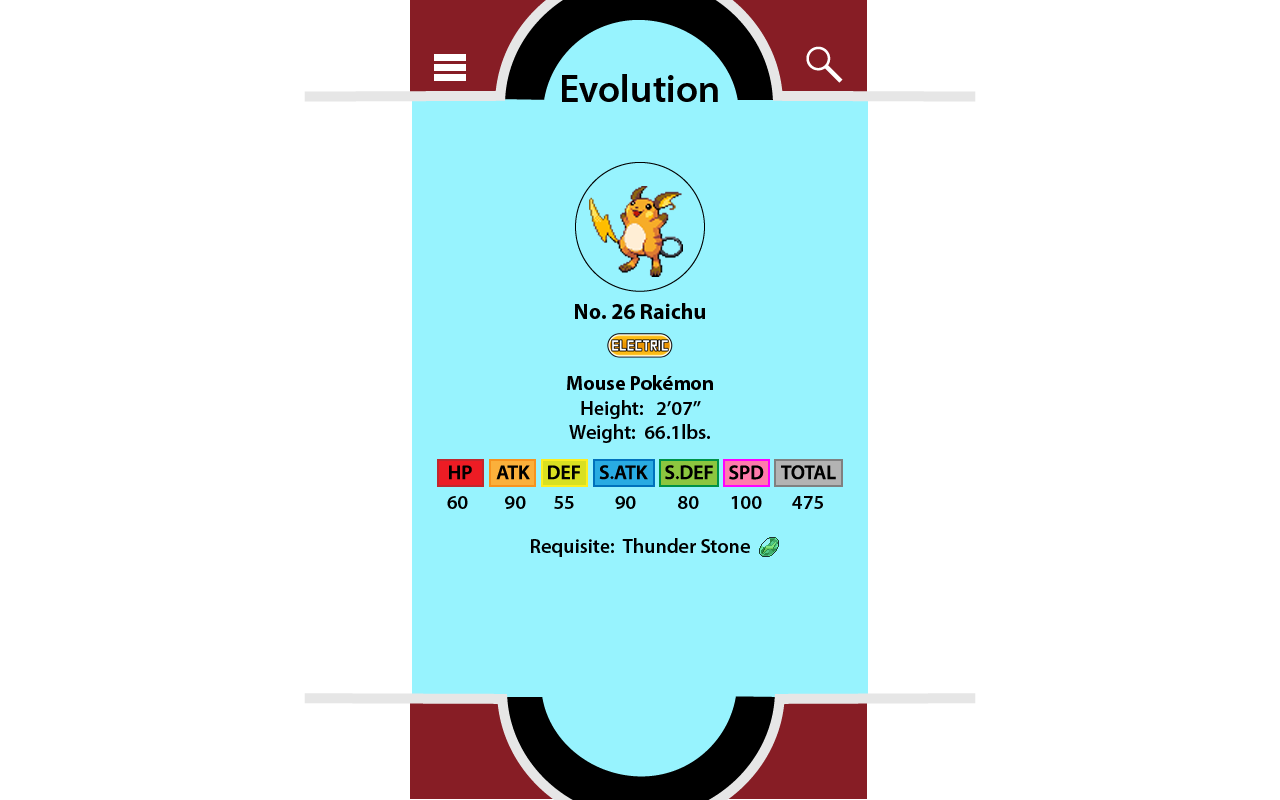 Evolution
No. 26 Raichu
ELECTRIC
Mouse Pokémon
Height: 2’07”
Weight: 66.1lbs.
HP ATK DEF S.ATK S.DEF SPD TOTAL
60 90 55 90 80 100 475
Requisite: Thunder Stone